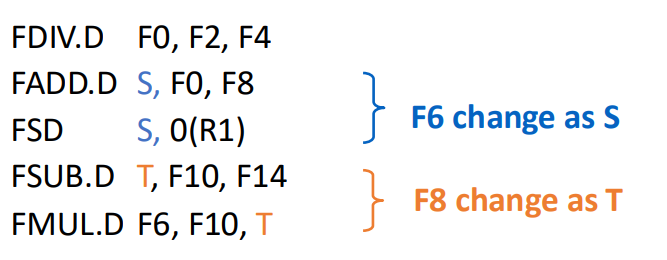 FDIV.D F0, F2, F4
FADD.D S, F0, F8
FSD S, 0(R1)
F6 change as S
FSUB.D T, F10, F14
FMUL.D F6, F10, T
F8 change as T